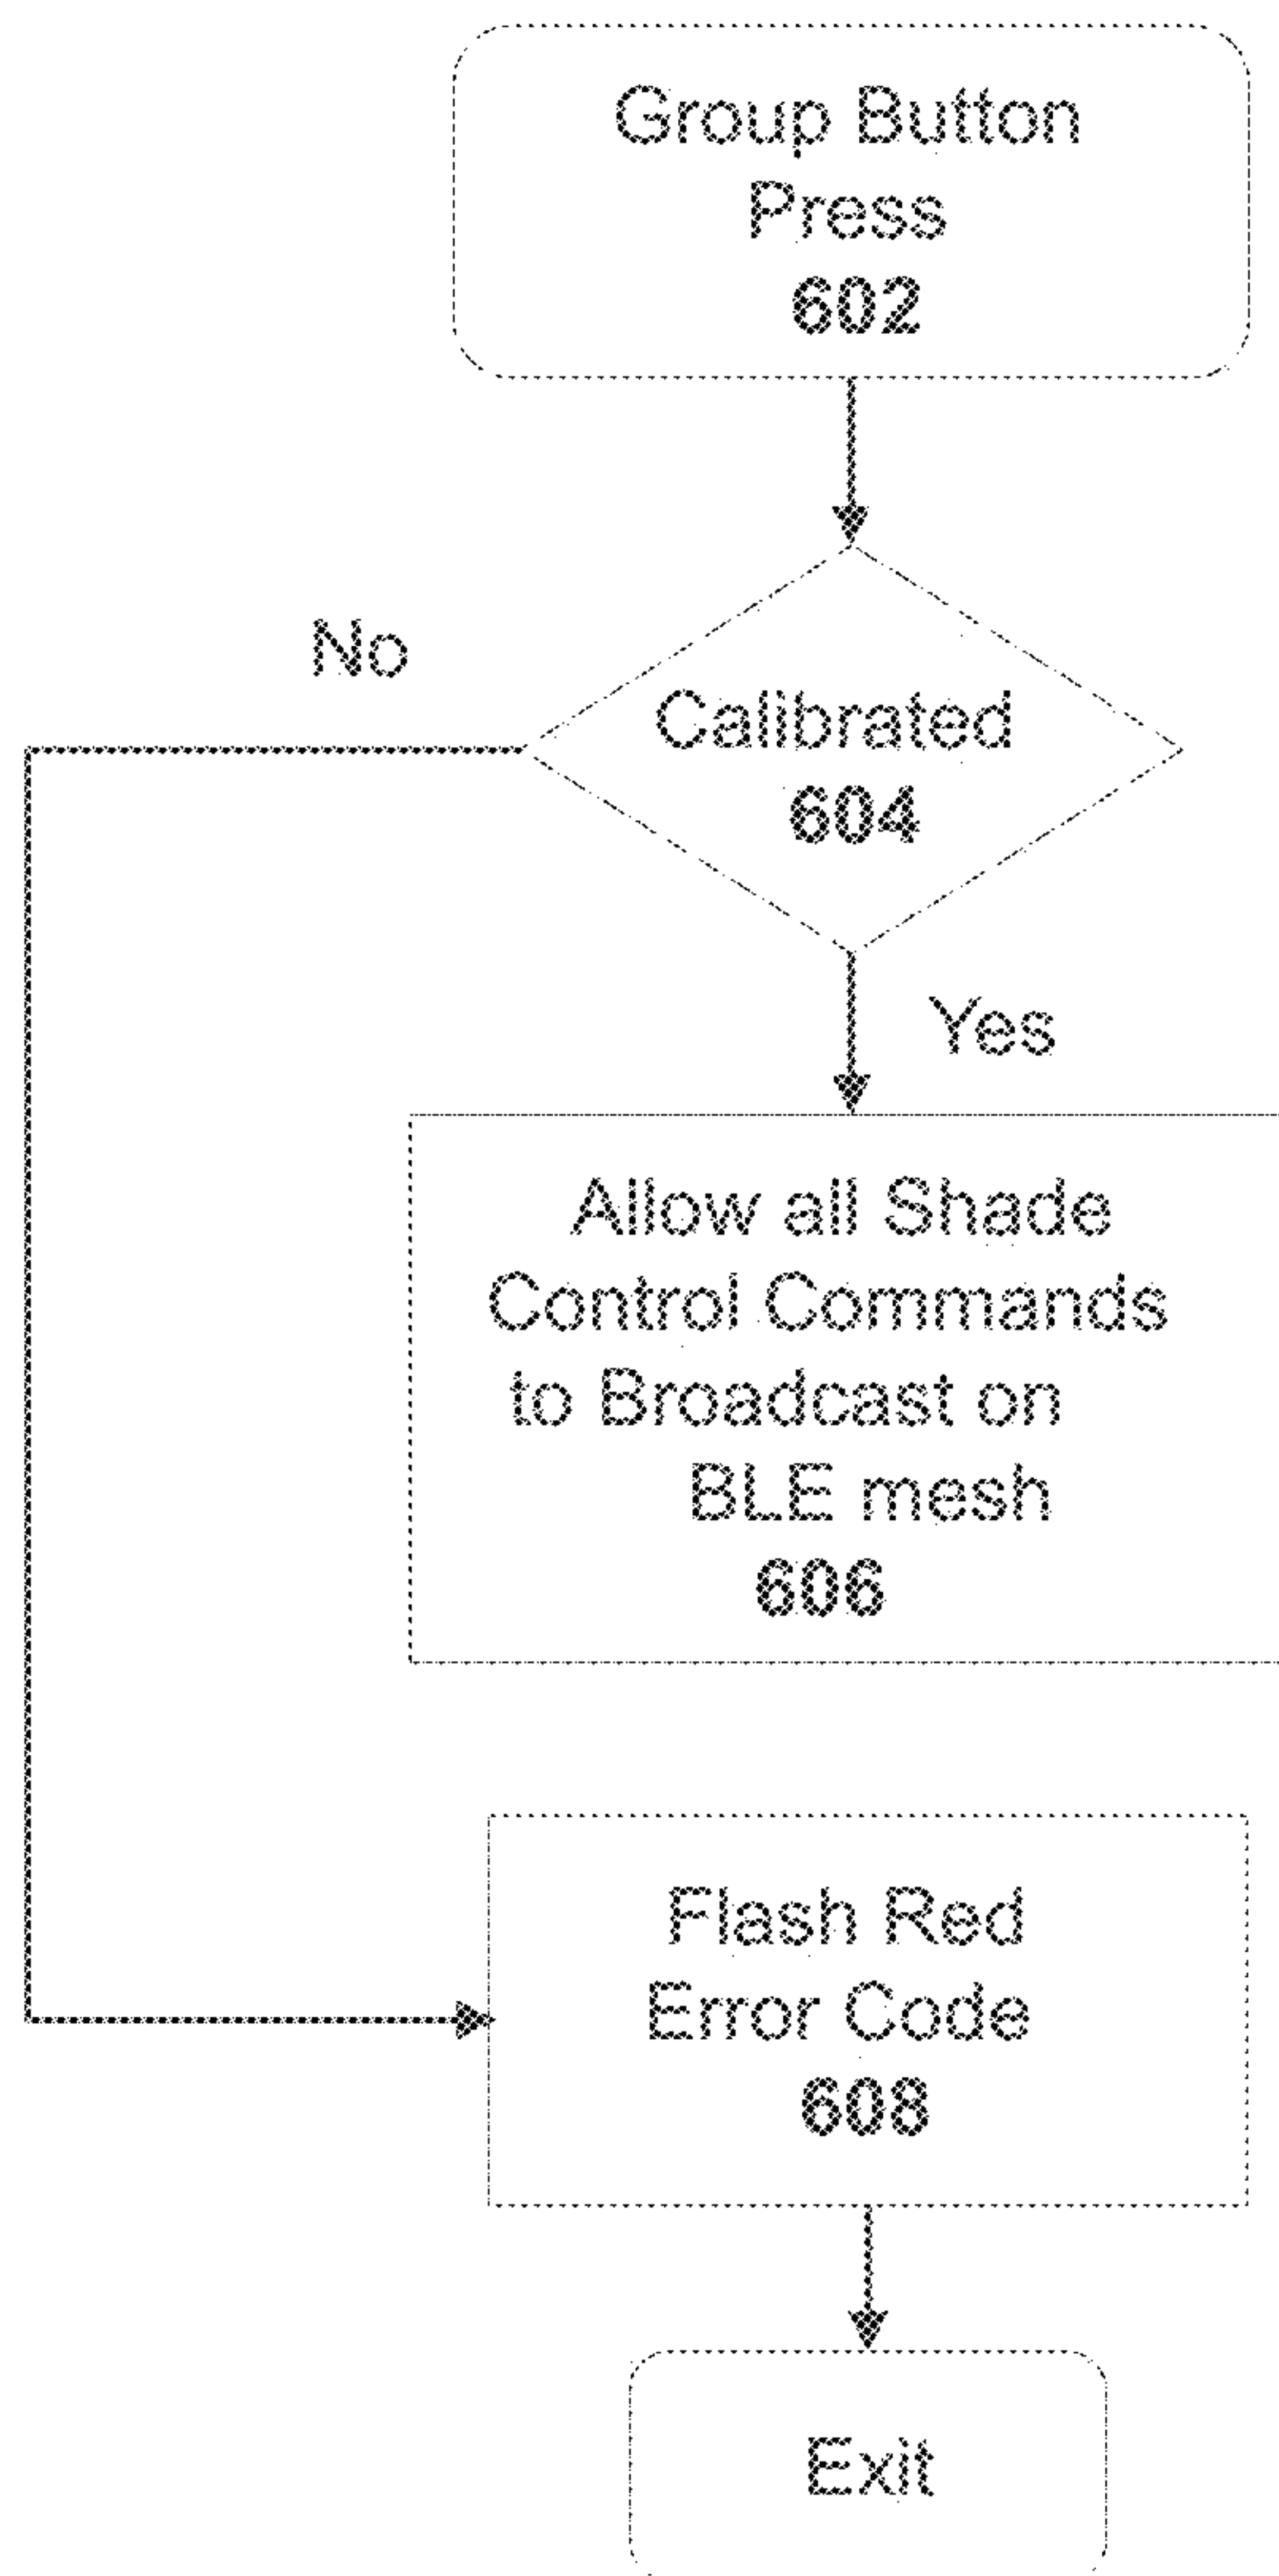 Group Button
Press
602
No
Calibrated
604
Yes
Allow all Shade
Control Commands
to Broadcast on
BLE mesh
606
Flash Red
Error Code
608
Exit